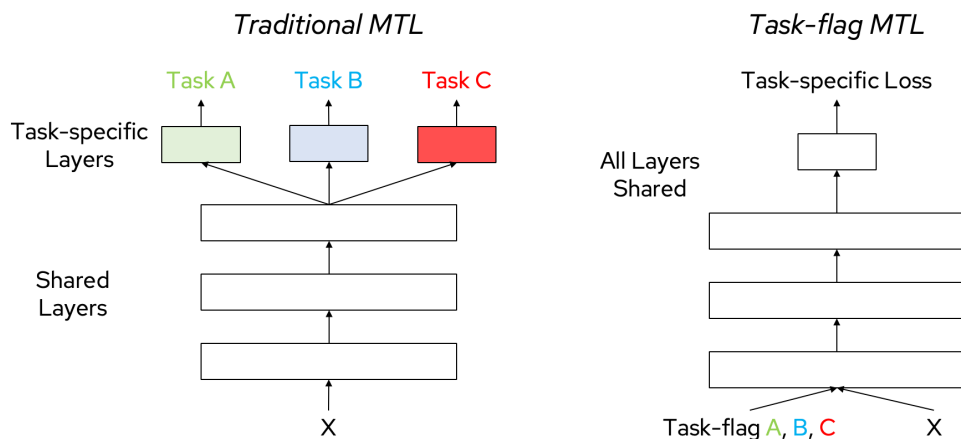 Traditional MTL
Task A
Task B
Task C
Task-specific
Layers
Shared
Layers
X
Task-flag MTL
Task-specific Loss
All Layers
Shared
Task-flag A, B, C
X